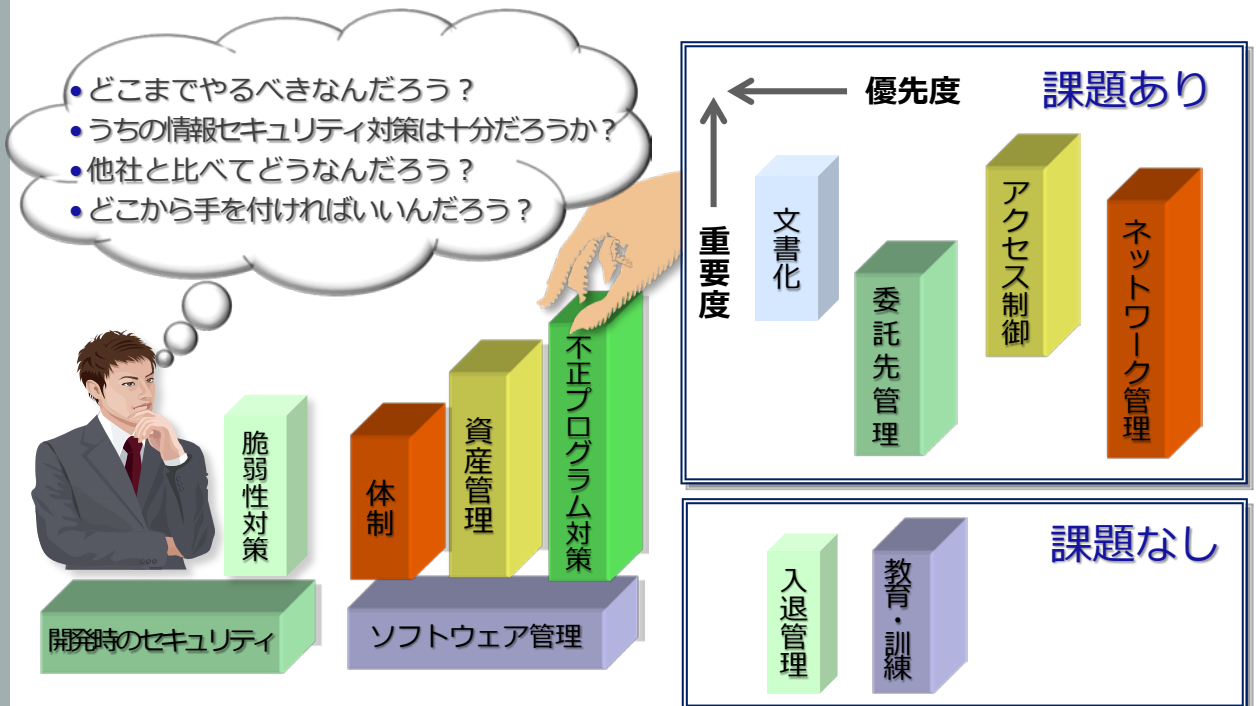 • どこまでやるべきなんだろう？
• うちの情報セキュリティ対策は十分だろうか？
• 他社と比べてどうなんだろう？
• どこから手を付ければいいんだろう？
脆弱性対策
体制
資産管理
不正プログラム対策
開発時のセキュリティ
ソフトウェア管理
優先度
課題あり
重要度
文書化
委託先管理
アクセス制御
ネットワーク管理
課題なし
入退管理
教育・訓練